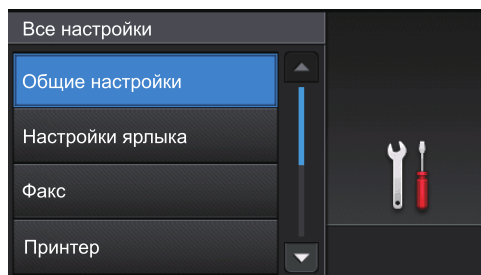 Все настройки
Общие настройки
Настройки ярлыка
Факс
Принтер